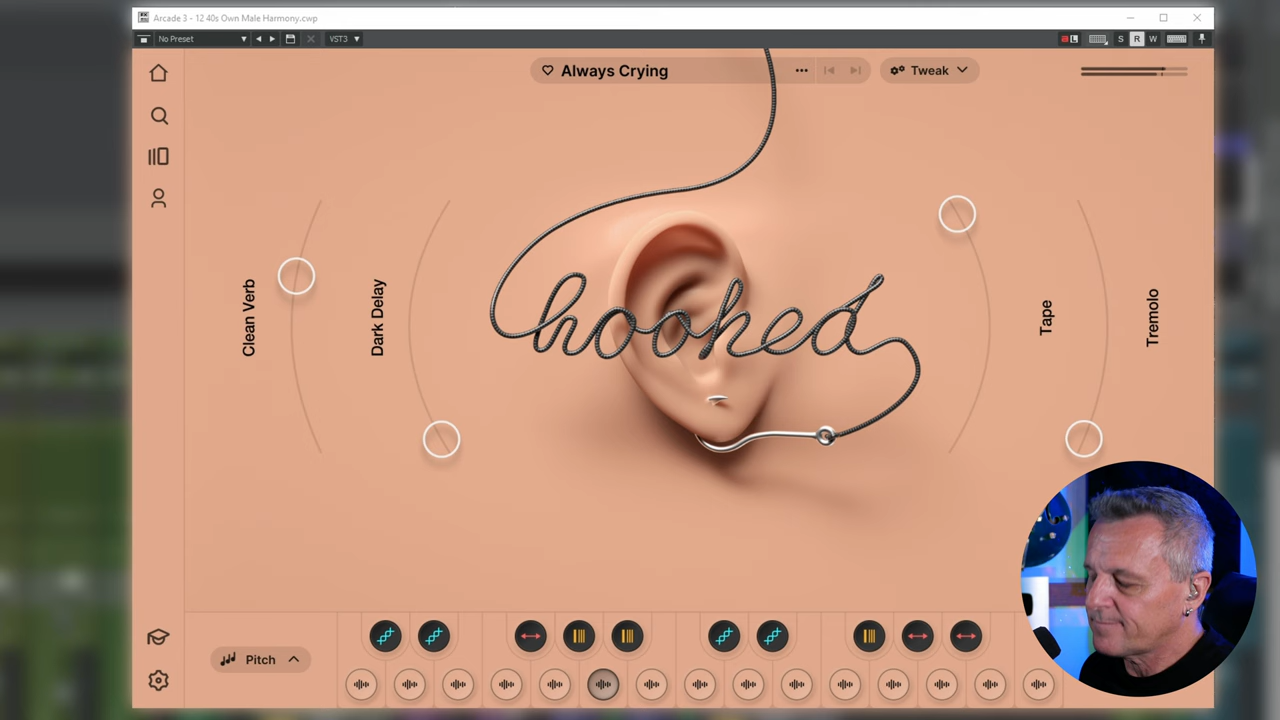 Arcade 3 - 12 40s Own Male Harmony.cwp
No Preset
VST3
L
S
R
W
Always Crying
Tweak
hooked
Clean Verb
Dark Delay
Tape
Tremolo
Pitch